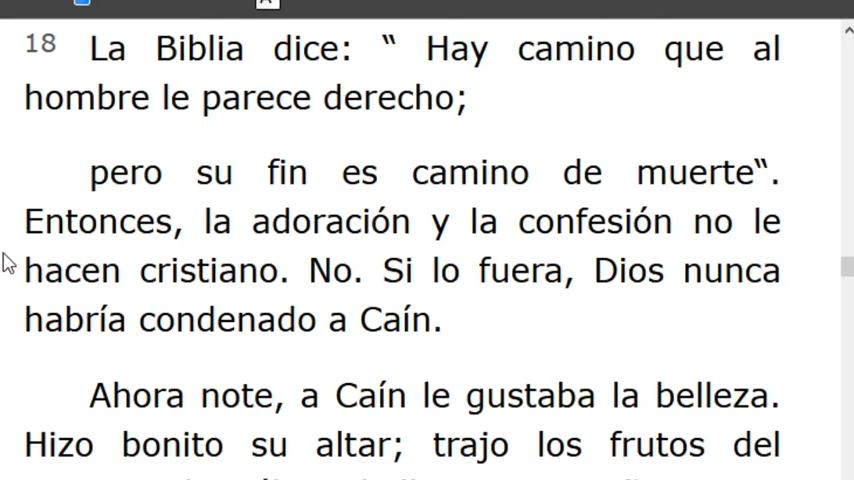 18 La Biblia dice: “ Hay camino que al
hombre le parece derecho;
pero su fin es camino de muerte“.
Entonces, la adoración y la confesión no le
hacen cristiano. No. Si lo fuera, Dios nunca
habría condenado a Caín.
Ahora note, a Caín le gustaba la belleza.
Hizo bonito su altar; trajo los frutos del